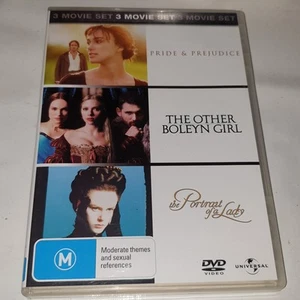 3 MOVIE SET 3 MOVIE SET 3 MOVIE SET
PRIDE & PREJUDICE
THE OTHER
BOLEYN GIRL
the Portrait
of a Lady
M
Moderate themes
and sexual
references
DVD
VIDEO
UNIVERSAL